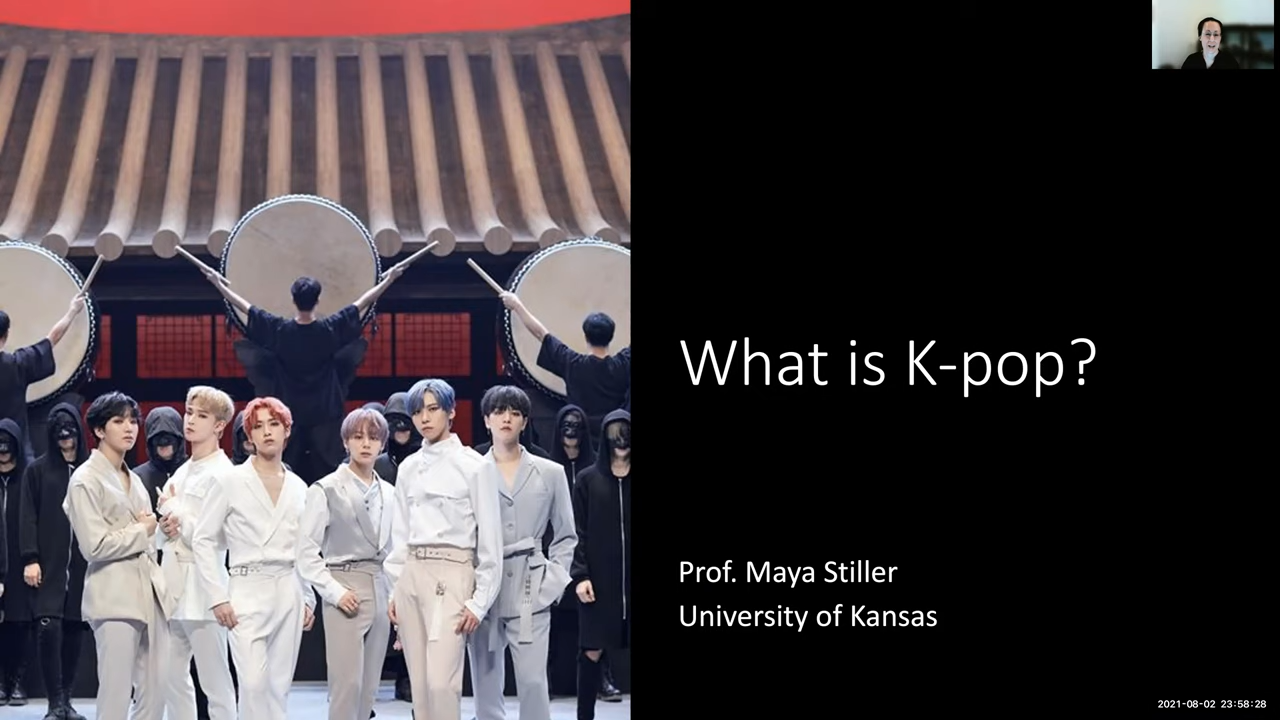 What is K-pop?
Prof. Maya Stiller
University of Kansas
2021-08-02 23:58:28